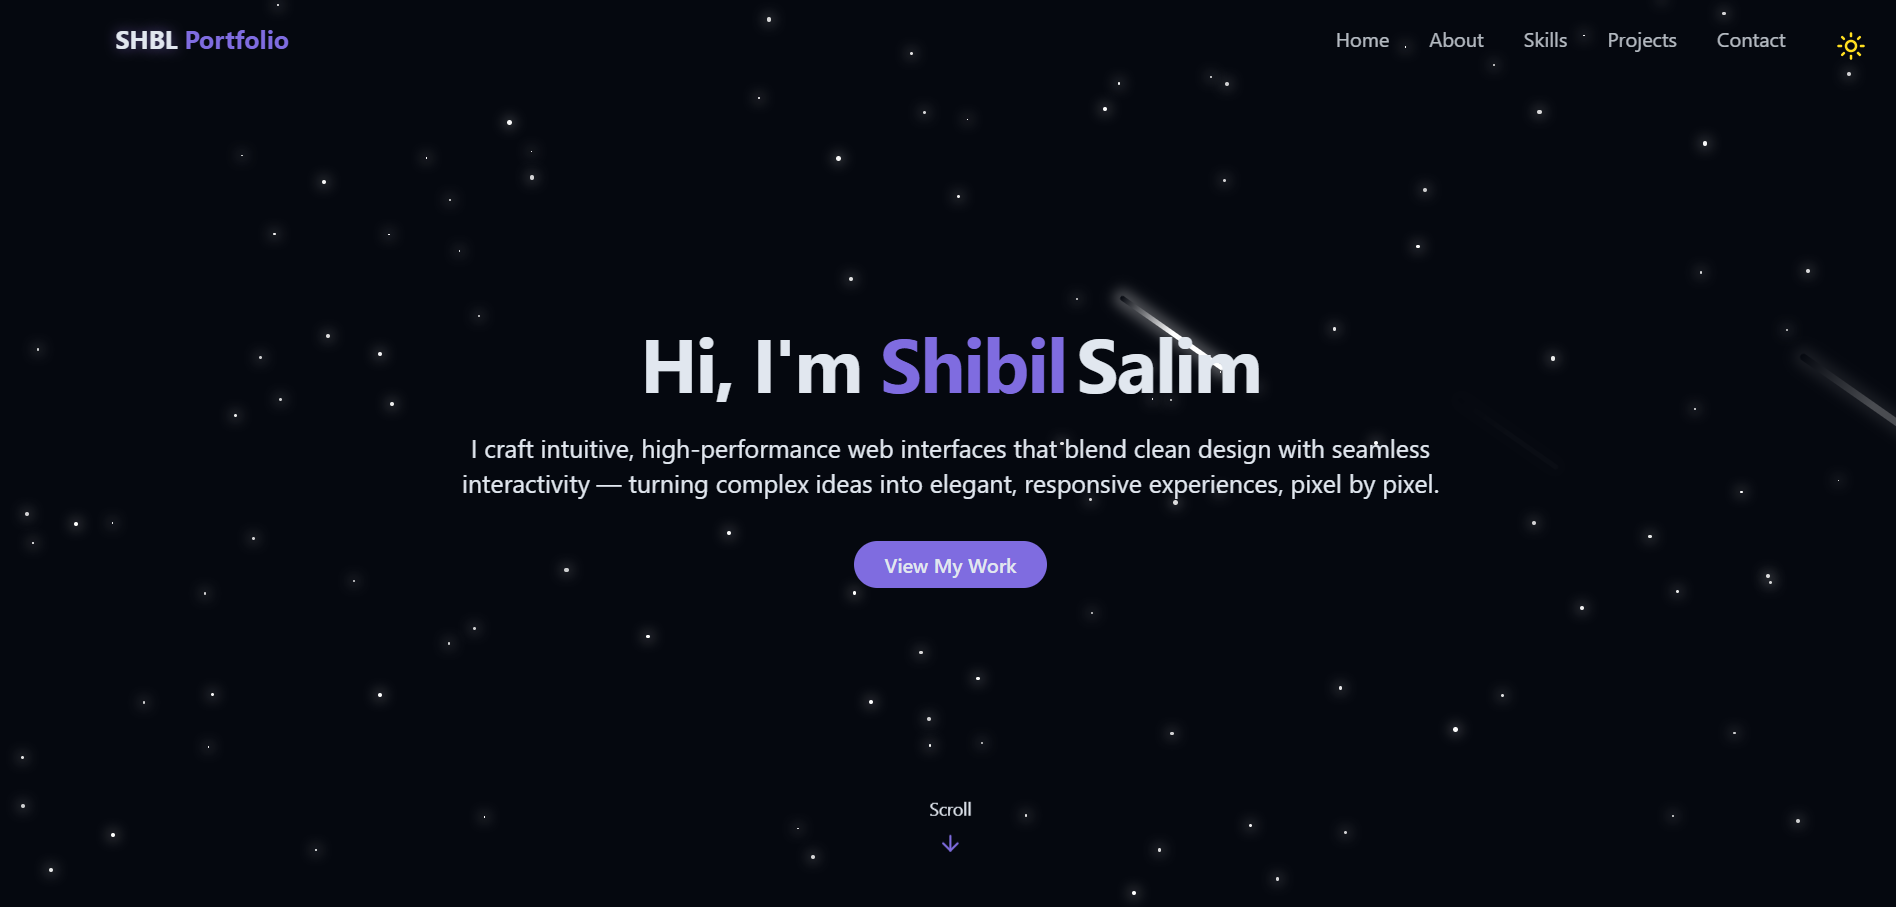 SHBL Portfolio
Home About Skills Projects Contact
Hi, I'm Shibil Salim
I craft intuitive, high-performance web interfaces that blend clean design with seamless
interactivity — turning complex ideas into elegant, responsive experiences, pixel by pixel.
View My Work
Scroll